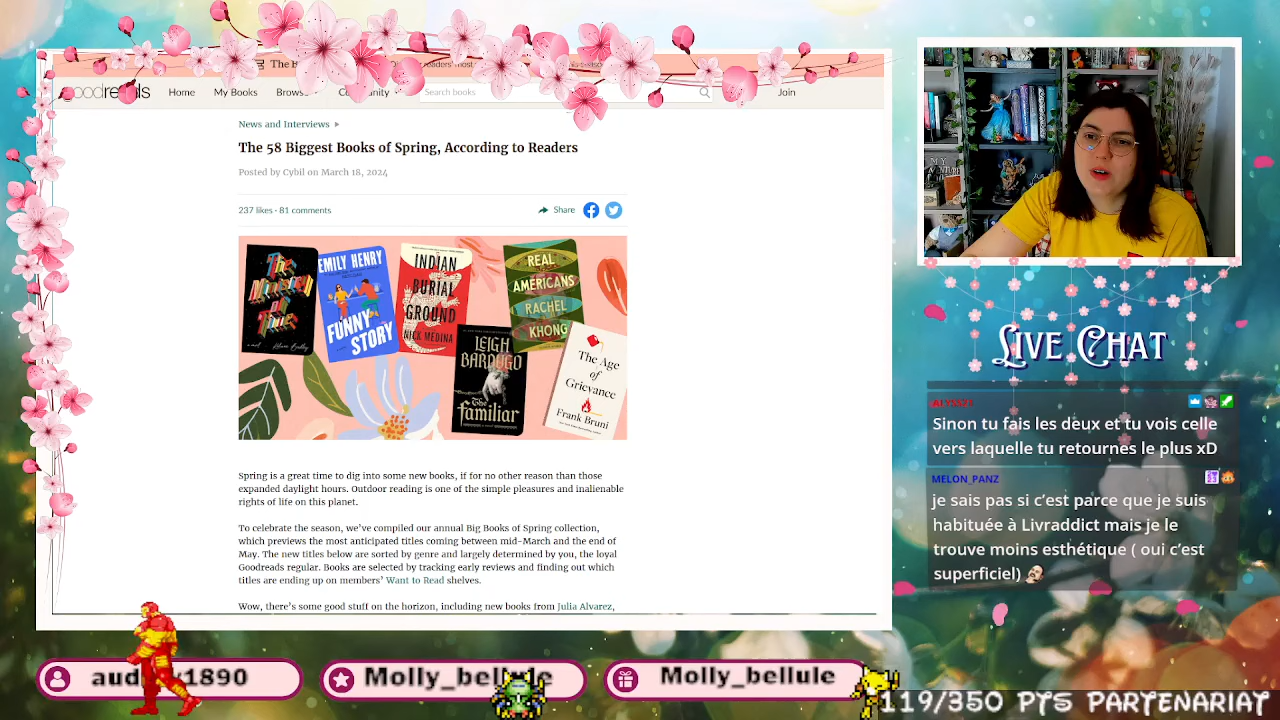 The
readers' most
goodreads
Home
My Books
Search books
Join
News and Interviews
The 58 Biggest Books of Spring, According to Readers
Posted by Cybil on March 18, 2024
237 likes · 81 comments
Share
The
Ministry
of
Time
EMILY HENRY
FUNNY
STORY
INDIAN
BURIAL
GROUND
NICK MEDINA
REAL
AMERICANS
RACHEL
KHONG
LEIGH
BARDUGO
The
familiar
The Age
of
Grievance
Frank Bruni
Spring is a great time to dig into some new books, if for no other reason than those
expanded daylight hours. Outdoor reading is one of the simple pleasures and inalienable
rights of life on this planet.
To celebrate the season, we've compiled our annual Big Books of Spring collection,
which previews the most anticipated titles coming between mid-March and the end of
May. The new titles below are sorted by genre and largely determined by you, the loyal
Goodreads regular. Books are selected by tracking early reviews and finding out which
titles are ending up on members' Want to Read shelves.
Wow, there's some good stuff on the horizon, including new books from Julia Alvarez,
MY
ADVENTURE
LIVE CHAT
ALYSSZT
Sinon tu fais les deux et tu vois celle
vers laquelle tu retournes le plus xD
MELON_PANZ
je sais pas si c'est parce que je suis
habituée à Livraddict mais je le
trouve moins esthétique ( oui c'est
superficiel)
Molly_bellule
Molly_bellule
119/350 PTS PARTENARIAT